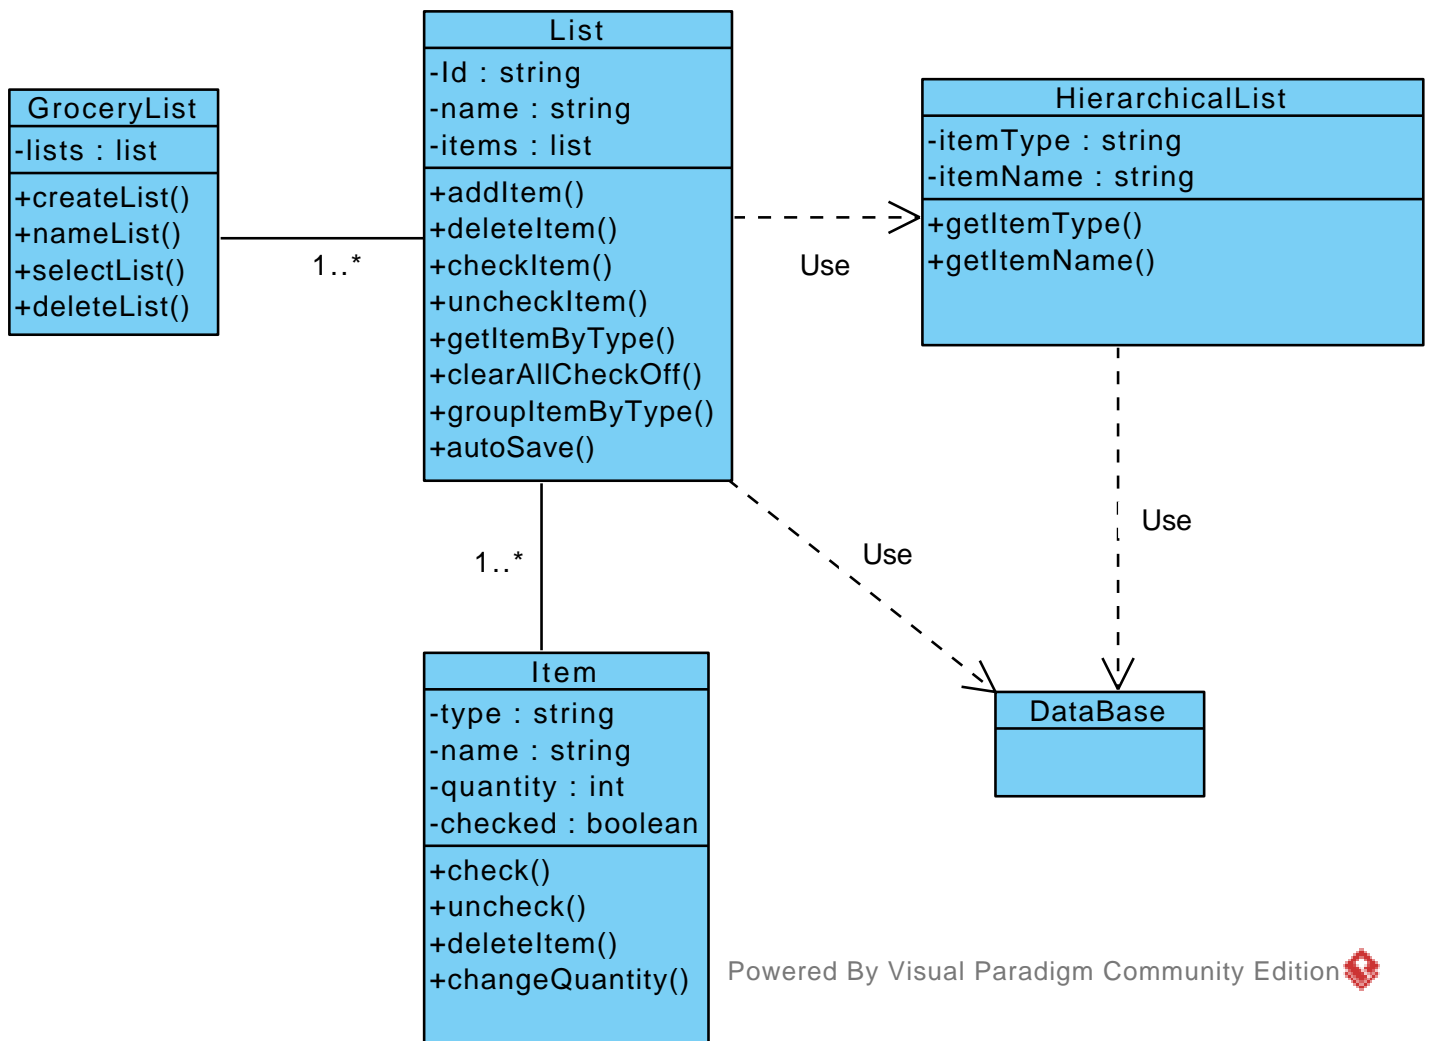 GroceryList
-lists : list
+createList()
+nameList()
+selectList()
+deleteList()
1..*
List
-Id : string
-name : string
-items : list
+addItem()
+deleteItem()
+checkItem()
+uncheckItem()
+getItemByType()
+clearAllCheckOff()
+groupItemByType()
+autoSave()
Use
HierarchicalList
-itemType : string
-itemName : string
+getItemType()
+getItemName()
Use
Use
1..*
Item
-type : string
-name : string
-quantity : int
-checked : boolean
+check()
+uncheck()
+deleteItem()
+changeQuantity()
DataBase
Powered By Visual Paradigm Community Edition